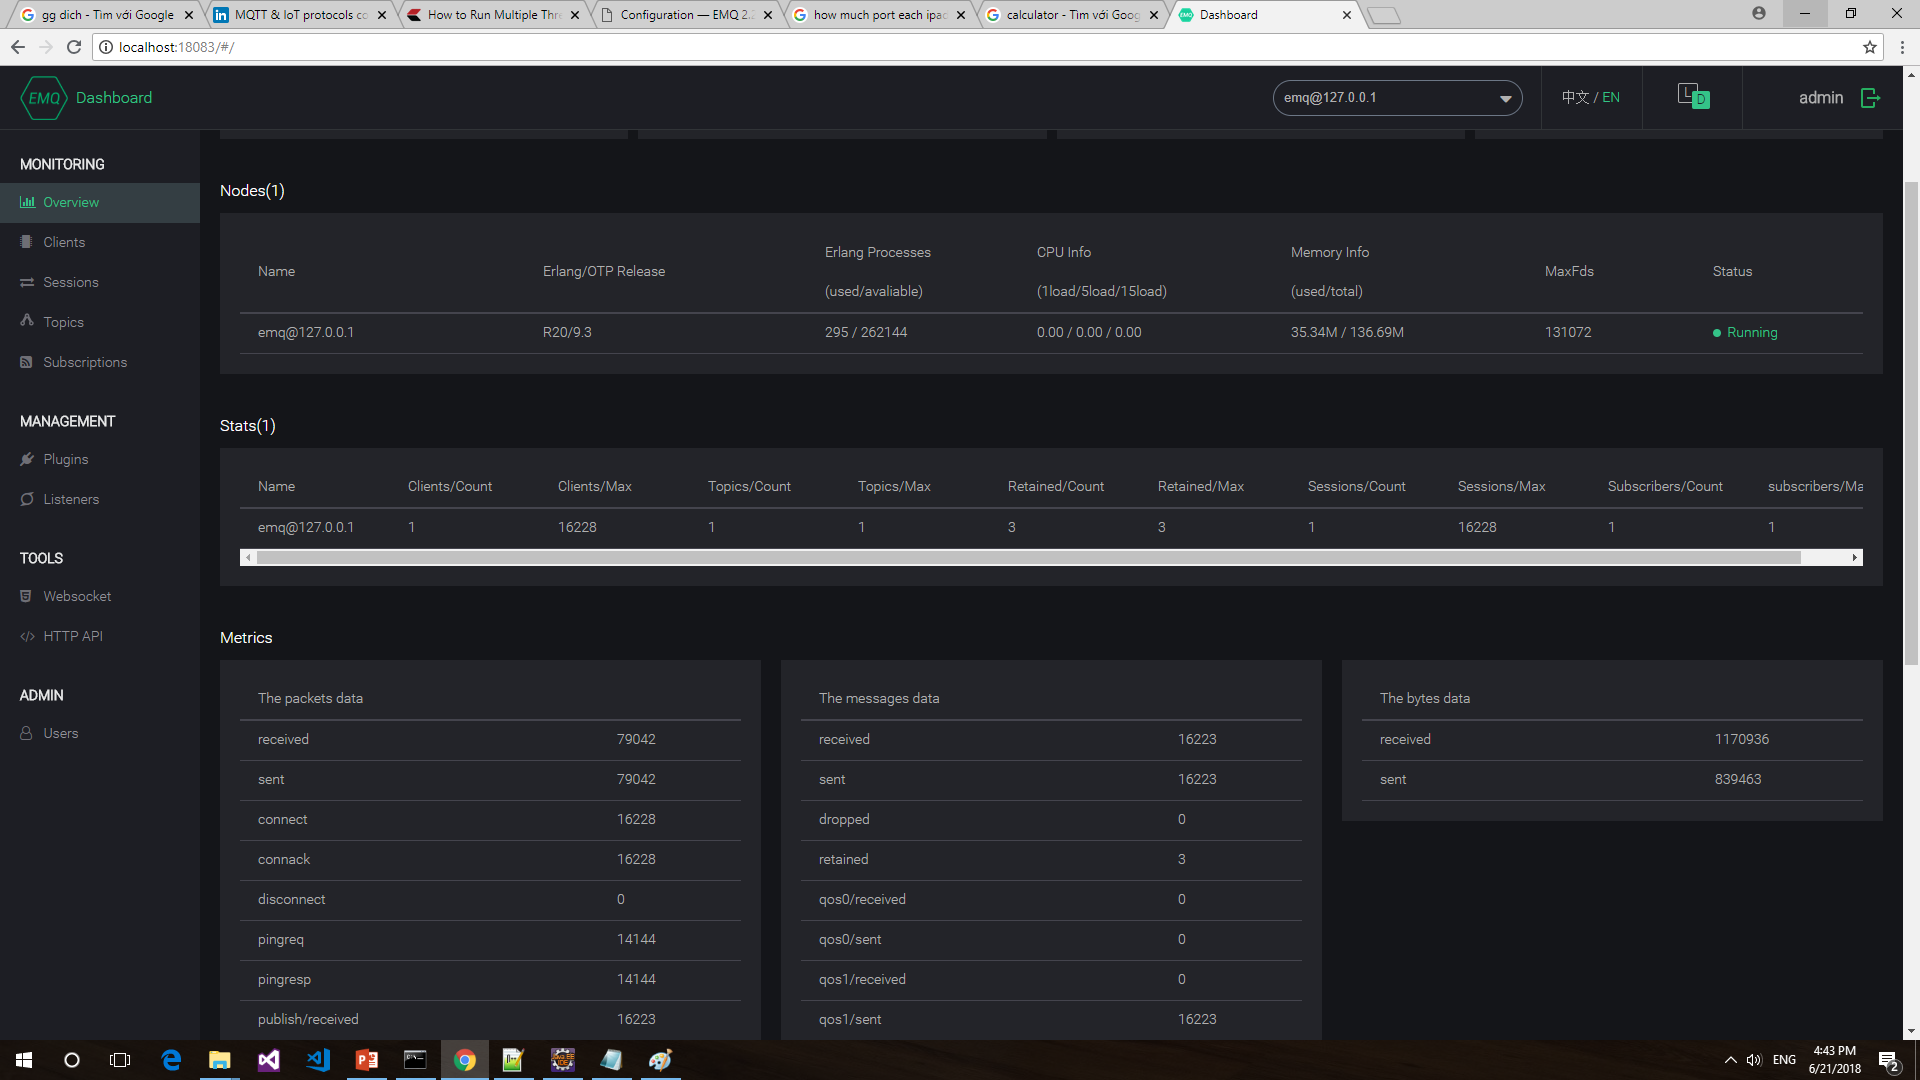 gg dich - Tìm với Google
MQTT & IoT protocols co
How to Run Multiple Thre
Configuration — EMQ 2.
how much port each ipad
calculator - Tìm với Goog
Dashboard
localhost:18083/#/
EMQ Dashboard
emq@127.0.0.1
中文 / EN
L D
admin
MONITORING
Overview
Clients
Sessions
Topics
Subscriptions
MANAGEMENT
Plugins
Listeners
TOOLS
Websocket
HTTP API
ADMIN
Users
Nodes(1)
Name Erlang/OTP Release Erlang Processes (used/avaliable) CPU Info (1load/5load/15load) Memory Info (used/total) MaxFds Status
emq@127.0.0.1 R20/9.3 295 / 262144 0.00 / 0.00 / 0.00 35.34M / 136.69M 131072 Running
Stats(1)
Name Clients/Count Clients/Max Topics/Count Topics/Max Retained/Count Retained/Max Sessions/Count Sessions/Max Subscribers/Count subscribers/Ma
emq@127.0.0.1 1 16228 1 1 3 3 1 16228 1 1
Metrics
The packets data
received 79042
sent 79042
connect 16228
connack 16228
disconnect 0
pingreq 14144
pingresp 14144
publish/received 16223
The messages data
received 16223
sent 16223
dropped 0
retained 3
qos0/received 0
qos0/sent 0
qos1/received 0
qos1/sent 16223
The bytes data
received 1170936
sent 839463
ENG
4:43 PM
6/21/2018
2